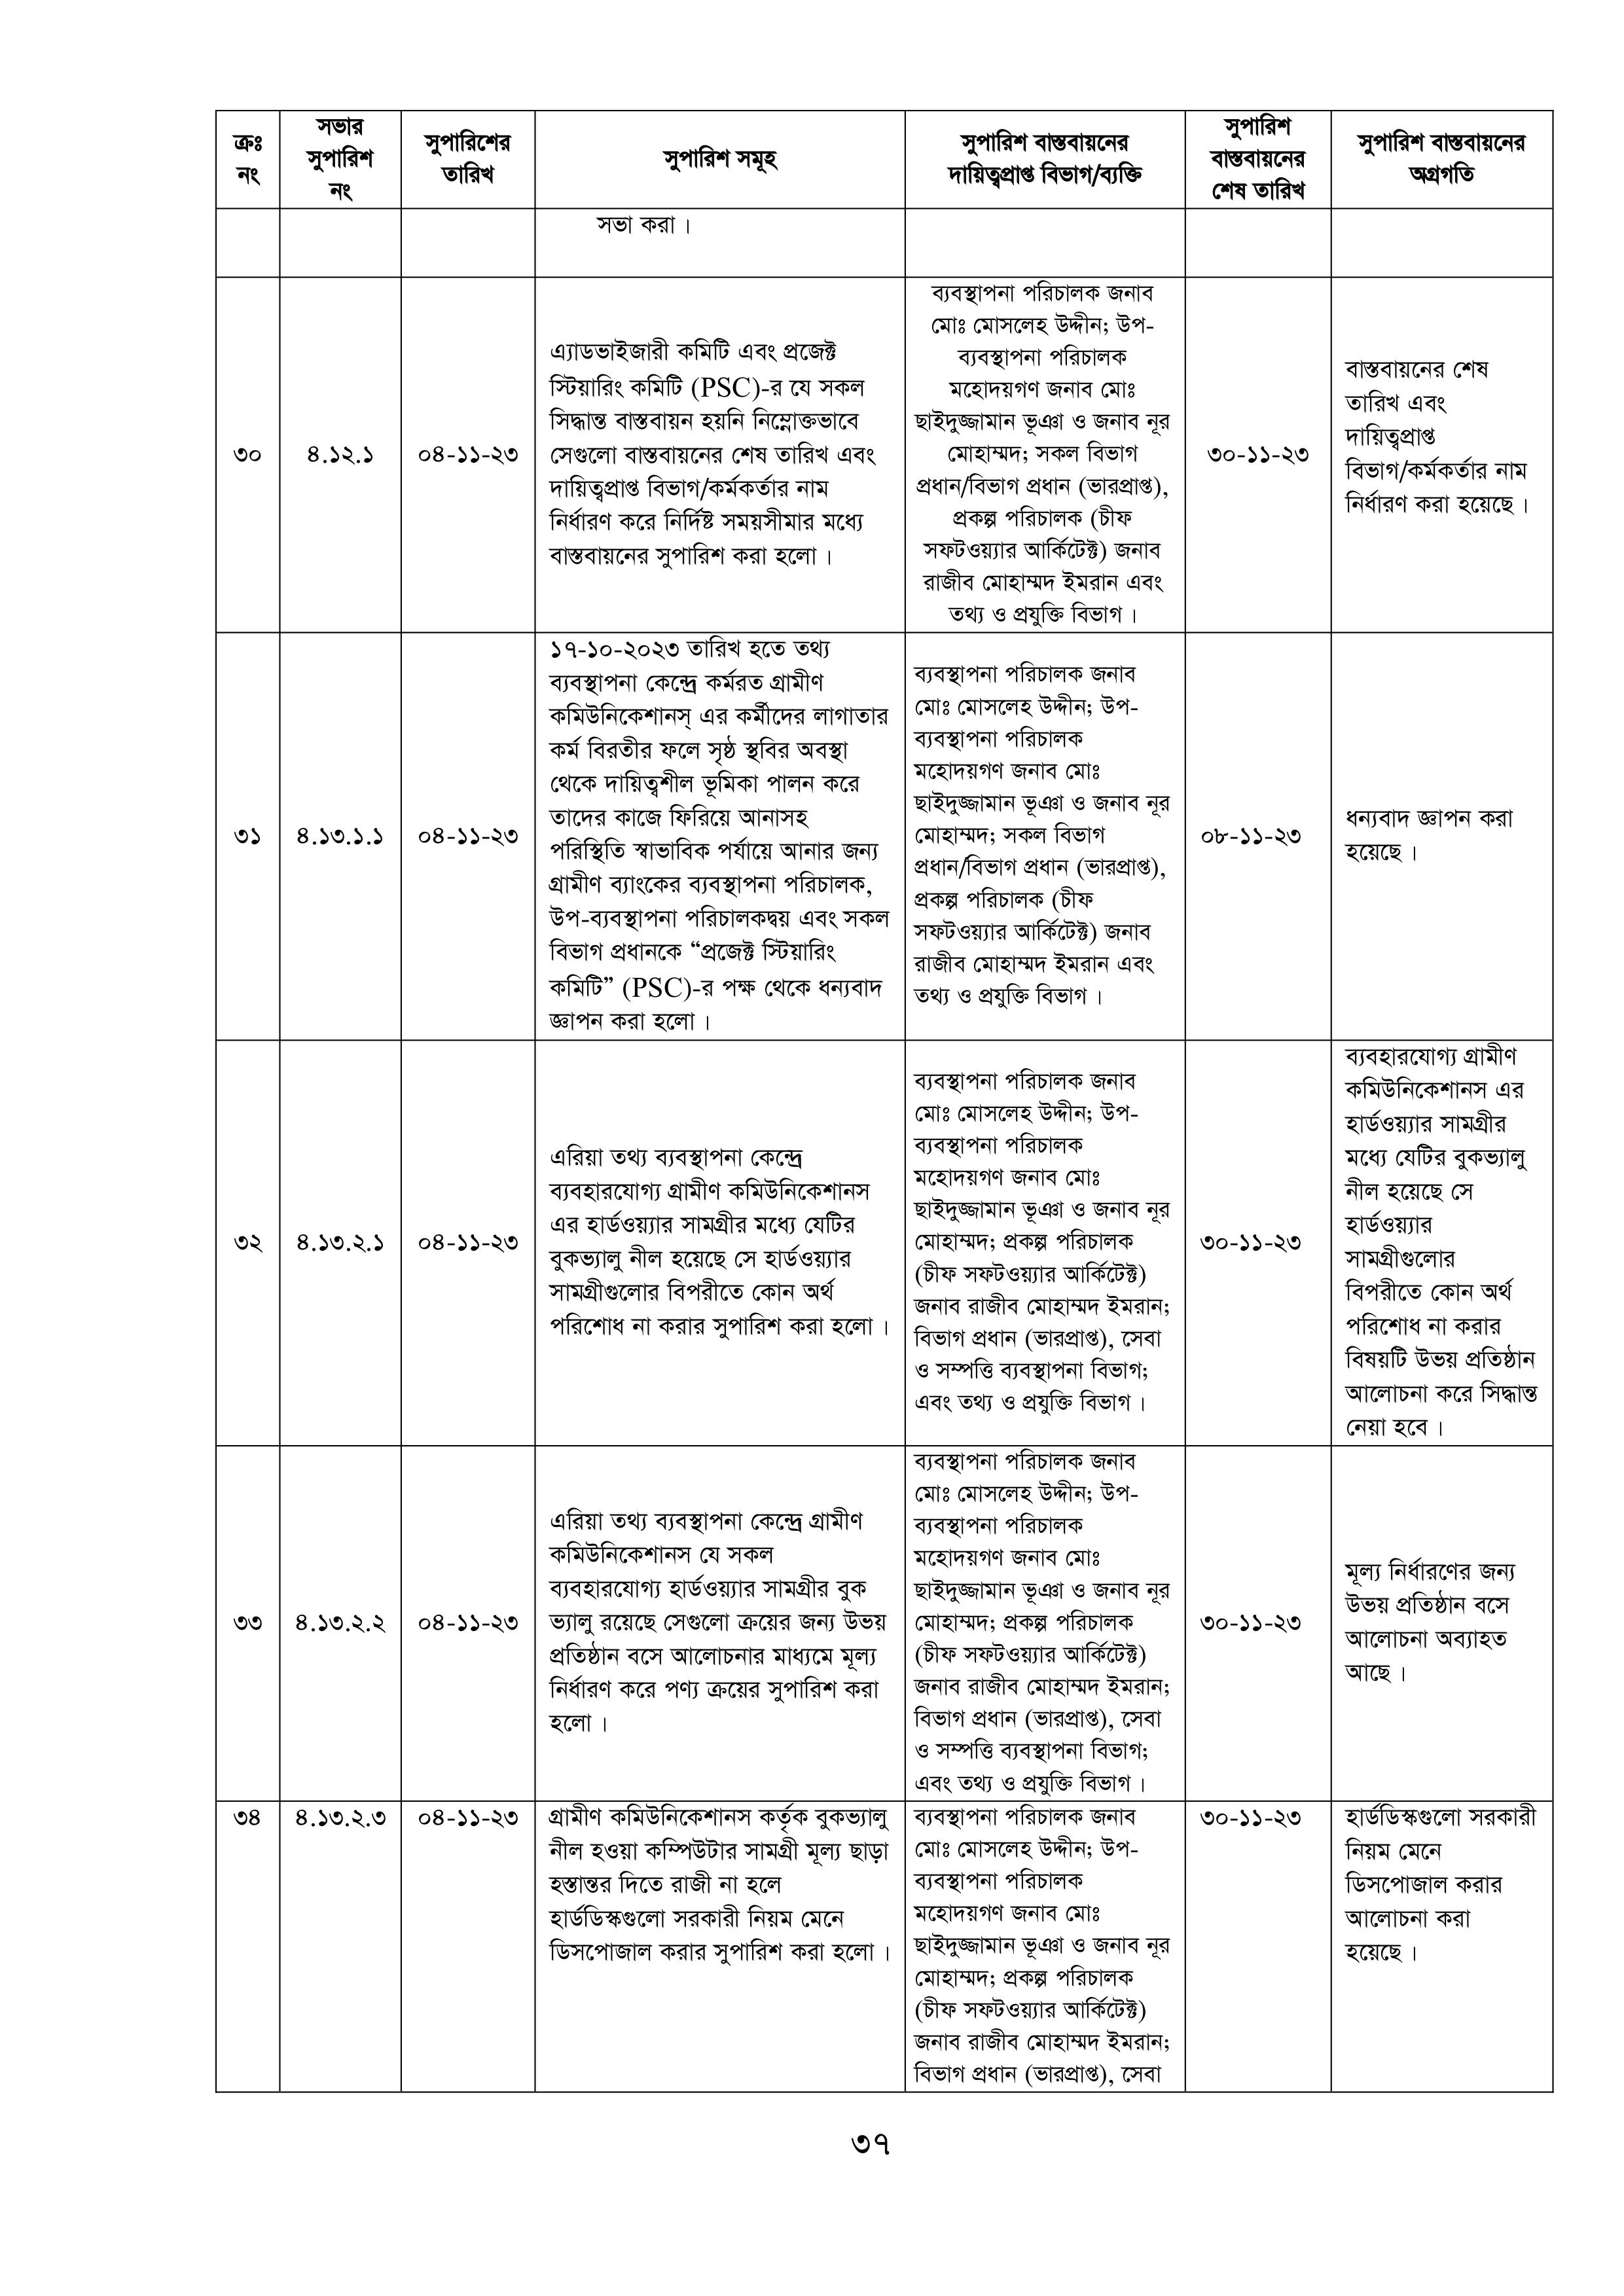 ক্রঃ
নং
সভার
সুপারিশ
নং
সুপারিশের
তারিখ
সুপারিশ সমূহ
সুপারিশ বাস্তবায়নের
দায়িত্বপ্রাপ্ত বিভাগ/ব্যক্তি
সুপারিশ
বাস্তবায়নের
শেষ তারিখ
সুপারিশ বাস্তবায়নের
অগ্রগতি
সভা করা।
৩০
৪.১২.১
০৪-১১-২৩
এ্যাডভাইজারী কমিটি এবং প্রজেক্ট
স্টিয়ারিং কমিটি (PSC)-র যে সকল
সিদ্ধান্ত বাস্তবায়ন হয়নি নিম্নোক্তভাবে
সেগুলো বাস্তবায়নের শেষ তারিখ এবং
দায়িত্বপ্রাপ্ত বিভাগ/কর্মকর্তার নাম
নির্ধারণ করে নির্দিষ্ট সময়সীমার মধ্যে
বাস্তবায়নের সুপারিশ করা হলো।
ব্যবস্থাপনা পরিচালক জনাব
মোঃ মোসলেহ উদ্দীন; উপ-
ব্যবস্থাপনা পরিচালক
মহোদয়গণ জনাব মোঃ
ছাইদুজ্জামান ভূঞা ও জনাব নূর
মোহাম্মদ; সকল বিভাগ
প্রধান/বিভাগ প্রধান (ভারপ্রাপ্ত),
প্রকল্প পরিচালক (চীফ
সফটওয়্যার আর্কিটেক্ট) জনাব
রাজীব মোহাম্মদ ইমরান এবং
তথ্য ও প্রযুক্তি বিভাগ।
৩০-১১-২৩
বাস্তবায়নের শেষ
তারিখ এবং
দায়িত্বপ্রাপ্ত
বিভাগ/কর্মকর্তার নাম
নির্ধারণ করা হয়েছে।
৩১
৪.১৩.১.১
০৪-১১-২৩
১৭-১০-২০২৩ তারিখ হতে তথ্য
ব্যবস্থাপনা কেন্দ্রে কর্মরত গ্রামীণ
কমিউনিকেশানস্ এর কর্মীদের লাগাতার
কর্ম বিরতীর ফলে সৃষ্ঠ স্থবির অবস্থা
থেকে দায়িত্বশীল ভূমিকা পালন করে
তাদের কাজে ফিরিয়ে আনাসহ
পরিস্থিতি স্বাভাবিক পর্যায়ে আনার জন্য
গ্রামীণ ব্যাংকের ব্যবস্থাপনা পরিচালক,
উপ-ব্যবস্থাপনা পরিচালকদ্বয় এবং সকল
বিভাগ প্রধানকে “প্রজেক্ট স্টিয়ারিং
কমিটি” (PSC)-র পক্ষ থেকে ধন্যবাদ
জ্ঞাপন করা হলো।
ব্যবস্থাপনা পরিচালক জনাব
মোঃ মোসলেহ উদ্দীন; উপ-
ব্যবস্থাপনা পরিচালক
মহোদয়গণ জনাব মোঃ
ছাইদুজ্জামান ভূঞা ও জনাব নূর
মোহাম্মদ; সকল বিভাগ
প্রধান/বিভাগ প্রধান (ভারপ্রাপ্ত),
প্রকল্প পরিচালক (চীফ
সফটওয়্যার আর্কিটেক্ট) জনাব
রাজীব মোহাম্মদ ইমরান এবং
তথ্য ও প্রযুক্তি বিভাগ।
০৮-১১-২৩
ধন্যবাদ জ্ঞাপন করা
হয়েছে।
৩২
৪.১৩.২.১
০৪-১১-২৩
এরিয়া তথ্য ব্যবস্থাপনা কেন্দ্রে
ব্যবহারযোগ্য গ্রামীণ কমিউনিকেশানস
এর হার্ডওয়্যার সামগ্রীর মধ্যে যেটির
বুকভ্যালু নীল হয়েছে সে হার্ডওয়্যার
সামগ্রীগুলোর বিপরীতে কোন অর্থ
পরিশোধ না করার সুপারিশ করা হলো।
ব্যবস্থাপনা পরিচালক জনাব
মোঃ মোসলেহ উদ্দীন; উপ-
ব্যবস্থাপনা পরিচালক
মহোদয়গণ জনাব মোঃ
ছাইদুজ্জামান ভূঞা ও জনাব নূর
মোহাম্মদ; প্রকল্প পরিচালক
(চীফ সফটওয়্যার আর্কিটেক্ট)
জনাব রাজীব মোহাম্মদ ইমরান;
বিভাগ প্রধান (ভারপ্রাপ্ত), সেবা
ও সম্পত্তি ব্যবস্থাপনা বিভাগ;
এবং তথ্য ও প্রযুক্তি বিভাগ।
৩০-১১-২৩
ব্যবহারযোগ্য গ্রামীণ
কমিউনিকেশানস এর
হার্ডওয়্যার সামগ্রীর
মধ্যে যেটির বুকভ্যালু
নীল হয়েছে সে
হার্ডওয়্যার
সামগ্রীগুলোর
বিপরীতে কোন অর্থ
পরিশোধ না করার
বিষয়টি উভয় প্রতিষ্ঠান
আলোচনা করে সিদ্ধান্ত
নেয়া হবে।
৩৩
৪.১৩.২.২
০৪-১১-২৩
এরিয়া তথ্য ব্যবস্থাপনা কেন্দ্রে গ্রামীণ
কমিউনিকেশানস যে সকল
ব্যবহারযোগ্য হার্ডওয়্যার সামগ্রীর বুক
ভ্যালু রয়েছে সেগুলো ক্রয়ের জন্য উভয়
প্রতিষ্ঠান বসে আলোচনার মাধ্যমে মূল্য
নির্ধারণ করে পণ্য ক্রয়ের সুপারিশ করা
হলো।
ব্যবস্থাপনা পরিচালক জনাব
মোঃ মোসলেহ উদ্দীন; উপ-
ব্যবস্থাপনা পরিচালক
মহোদয়গণ জনাব মোঃ
ছাইদুজ্জামান ভূঞা ও জনাব নূর
মোহাম্মদ; প্রকল্প পরিচালক
(চীফ সফটওয়্যার আর্কিটেক্ট)
জনাব রাজীব মোহাম্মদ ইমরান;
বিভাগ প্রধান (ভারপ্রাপ্ত), সেবা
ও সম্পত্তি ব্যবস্থাপনা বিভাগ;
এবং তথ্য ও প্রযুক্তি বিভাগ।
৩০-১১-২৩
মূল্য নির্ধারণের জন্য
উভয় প্রতিষ্ঠান বসে
আলোচনা অব্যাহত
আছে।
৩৪
৪.১৩.২.৩
০৪-১১-২৩
গ্রামীণ কমিউনিকেশানস কর্তৃক বুকভ্যালু
নীল হওয়া কম্পিউটার সামগ্রী মূল্য ছাড়া
হস্তান্তর দিতে রাজী না হলে
হার্ডডিস্কগুলো সরকারী নিয়ম মেনে
ডিসপোজাল করার সুপারিশ করা হলো।
ব্যবস্থাপনা পরিচালক জনাব
মোঃ মোসলেহ উদ্দীন; উপ-
ব্যবস্থাপনা পরিচালক
মহোদয়গণ জনাব মোঃ
ছাইদুজ্জামান ভূঞা ও জনাব নূর
মোহাম্মদ; প্রকল্প পরিচালক
(চীফ সফটওয়্যার আর্কিটেক্ট)
জনাব রাজীব মোহাম্মদ ইমরান;
বিভাগ প্রধান (ভারপ্রাপ্ত), সেবা
৩০-১১-২৩
হার্ডডিস্কগুলো সরকারী
নিয়ম মেনে
ডিসপোজাল করার
আলোচনা করা
হয়েছে।
৩৭